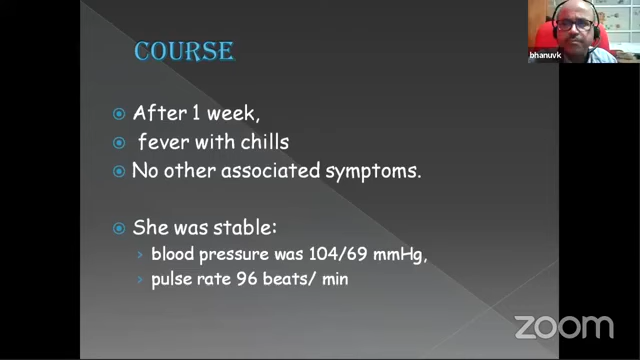 COURSE
After 1 week,
fever with chills
No other associated symptoms.
She was stable:
blood pressure was 104/69 mmHg,
pulse rate 96 beats/ min
bhanuvk
zoom